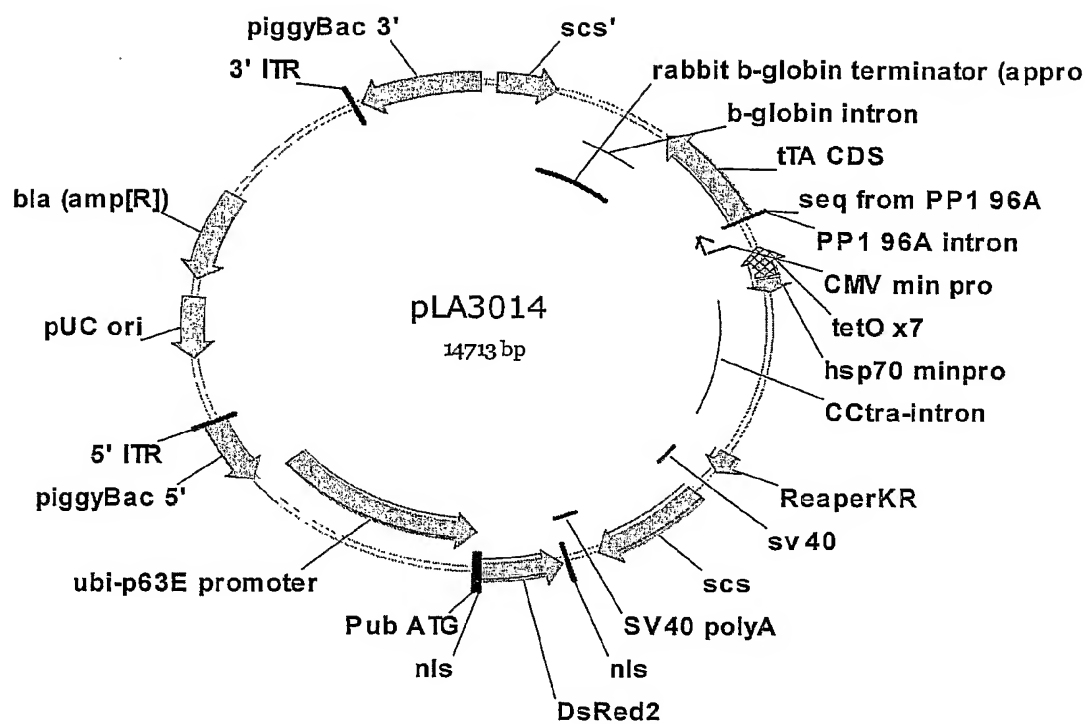 piggyBac 3'
scs'
3' ITR
rabbit b-globin terminator (appro
b-globin intron
tTA CDS
bla (amp[R])
seq from PP1 96A
PP1 96A intron
CMV min pro
pLA3014
14713 bp
pUC ori
tetO x7
hsp70 minpro
CCtra-intron
5' ITR
piggyBac 5'
ReaperKR
sv40
ubi-p63E promoter
scs
Pub ATG
SV40 polyA
nls
nls
DsRed2